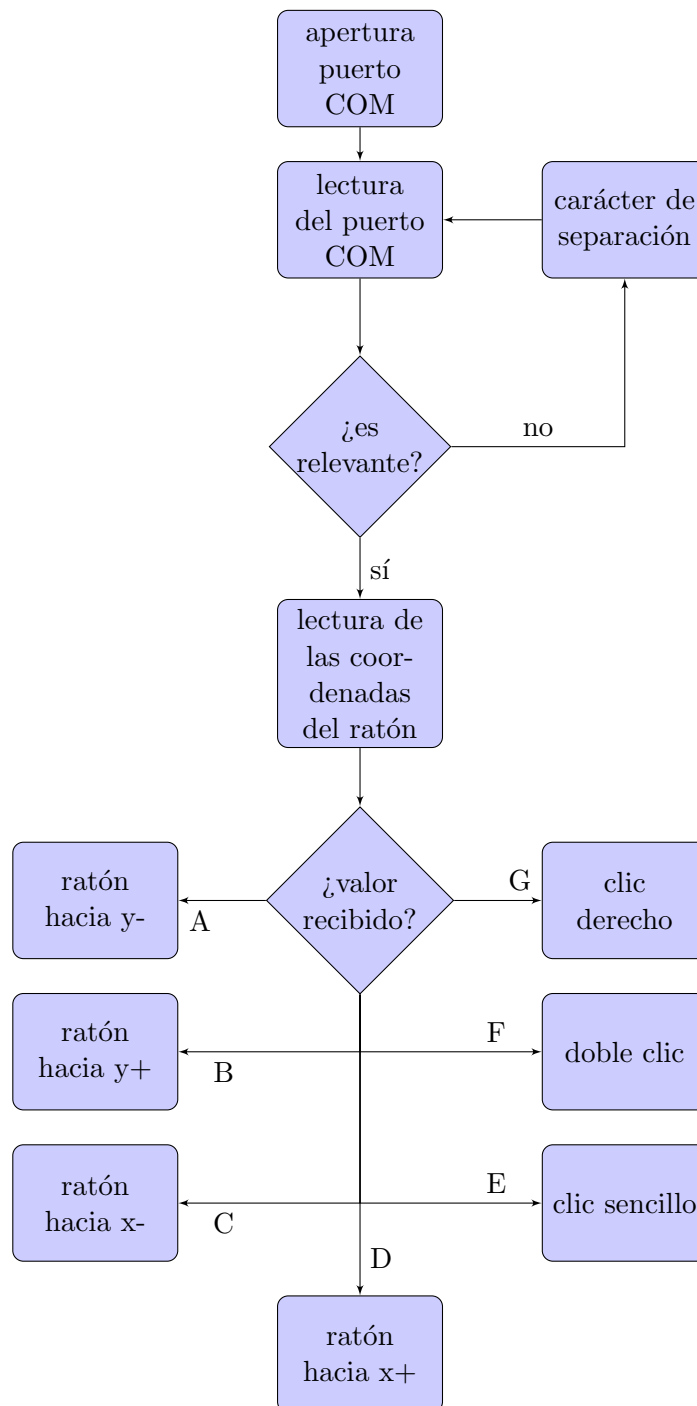 apertura
puerto
COM
lectura
del puerto
COM
carácter de
separación
¿es
relevante?
no
sí
lectura de
las coor-
denadas
del ratón
ratón
hacia y-
A
¿valor
recibido?
G
clic
derecho
ratón
hacia y+
B
F
doble clic
ratón
hacia x-
C
E
clic sencillo
D
ratón
hacia x+